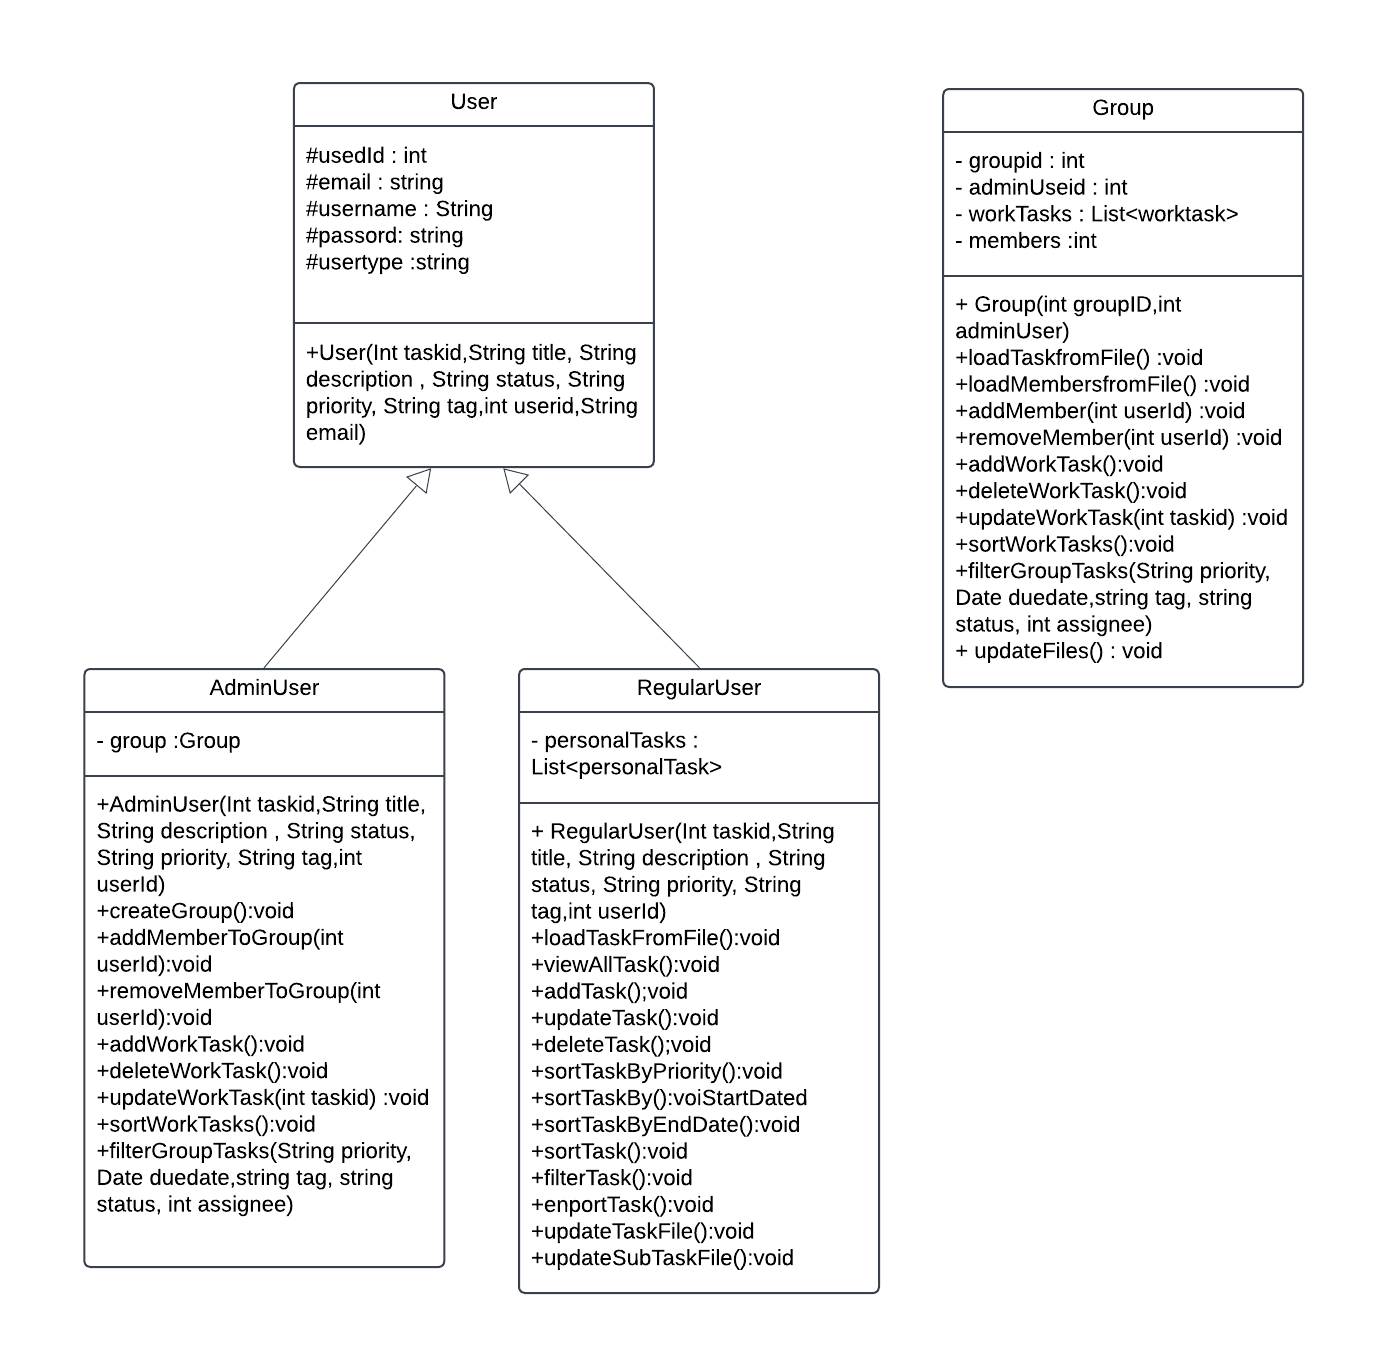 User
#usedId : int
#email : string
#username : String
#passord: string
#usertype :string
+User(Int taskid,String title, String
description , String status, String
priority, String tag,int userid,String
email)
Group
- groupid : int
- adminUseid : int
- workTasks : List<worktask>
- members :int
+ Group(int groupID,int
adminUser)
+loadTaskfromFile() :void
+loadMembersfromFile() :void
+addMember(int userId) :void
+removeMember(int userId) :void
+addWorkTask():void
+deleteWorkTask():void
+updateWorkTask(int taskid) :void
+sortWorkTasks():void
+filterGroupTasks(String priority,
Date duedate,string tag, string
status, int assignee)
+ updateFiles() : void
AdminUser
- group :Group
+AdminUser(Int taskid,String title,
String description , String status,
String priority, String tag,int
userId)
+createGroup():void
+addMemberToGroup(int
userId):void
+removeMemberToGroup(int
userId):void
+addWorkTask():void
+deleteWorkTask():void
+updateWorkTask(int taskid) :void
+sortWorkTasks():void
+filterGroupTasks(String priority,
Date duedate,string tag, string
status, int assignee)
RegularUser
- personalTasks :
List<personalTask>
+ RegularUser(Int taskid,String
title, String description , String
status, String priority, String
tag,int userId)
+loadTaskFromFile():void
+viewAllTask():void
+addTask();void
+updateTask():void
+deleteTask();void
+sortTaskByPriority():void
+sortTaskBy():voiStartDated
+sortTaskByEndDate():void
+sortTask():void
+filterTask():void
+enportTask():void
+updateTaskFile():void
+updateSubTaskFile():void